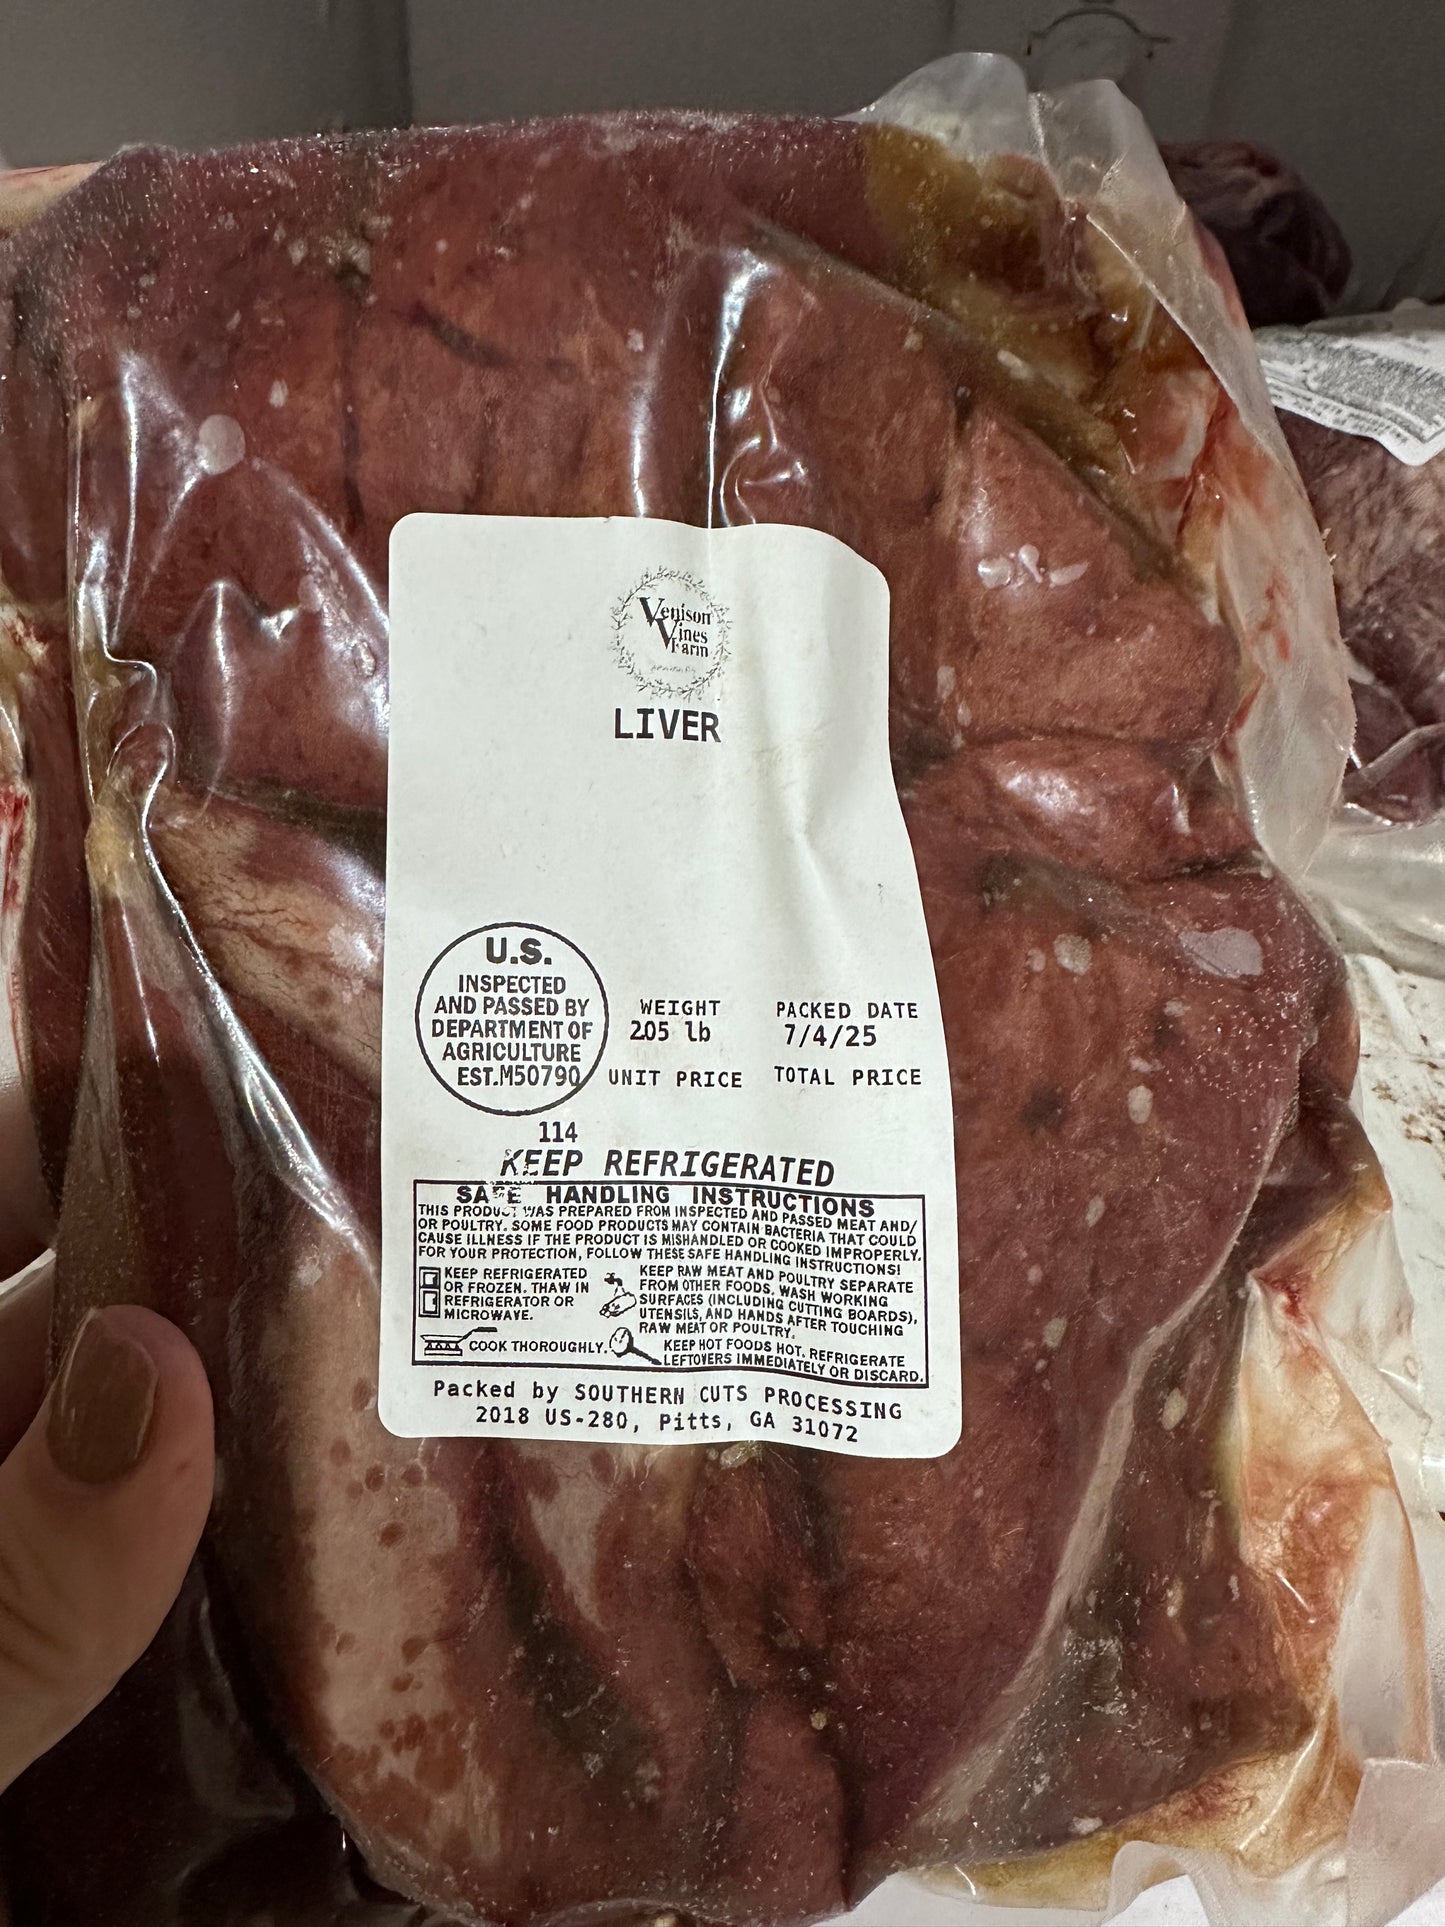 Venison
Vines
Farm
LIVER
U.S.
INSPECTED
AND PASSED BY
DEPARTMENT OF
AGRICULTURE
EST.M50790
WEIGHT PACKED DATE
2.05 lb 7/4/25
UNIT PRICE TOTAL PRICE
114
KEEP REFRIGERATED
SAFE HANDLING INSTRUCTIONS
THIS PRODUCT WAS PREPARED FROM INSPECTED AND PASSED MEAT AND/
OR POULTRY. SOME FOOD PRODUCTS MAY CONTAIN BACTERIA THAT COULD
CAUSE ILLNESS IF THE PRODUCT IS MISHANDLED OR COOKED IMPROPERLY.
FOR YOUR PROTECTION, FOLLOW THESE SAFE HANDLING INSTRUCTIONS!
KEEP REFRIGERATED
OR FROZEN. THAW IN
REFRIGERATOR OR
MICROWAVE.
KEEP RAW MEAT AND POULTRY SEPARATE
FROM OTHER FOODS. WASH WORKING
SURFACES (INCLUDING CUTTING BOARDS),
UTENSILS, AND HANDS AFTER TOUCHING
RAW MEAT OR POULTRY.
COOK THOROUGHLY.
KEEP HOT FOODS HOT. REFRIGERATE
LEFTOVERS IMMEDIATELY OR DISCARD.
Packed by SOUTHERN CUTS PROCESSING
2018 US-280, Pitts, GA 31072